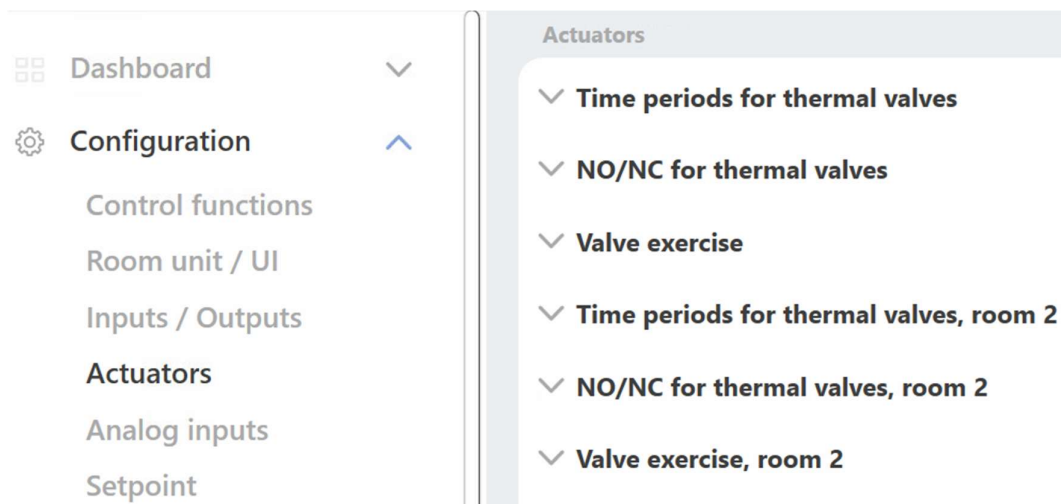 Dashboard
Configuration
Control functions
Room unit / UI
Inputs / Outputs
Actuators
Analog inputs
Setpoint
Actuators
Time periods for thermal valves
NO/NC for thermal valves
Valve exercise
Time periods for thermal valves, room 2
NO/NC for thermal valves, room 2
Valve exercise, room 2